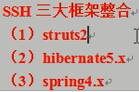 SSH 三大框架整合
（1）struts2
（2）hibernate5.x
（3）spring4.x